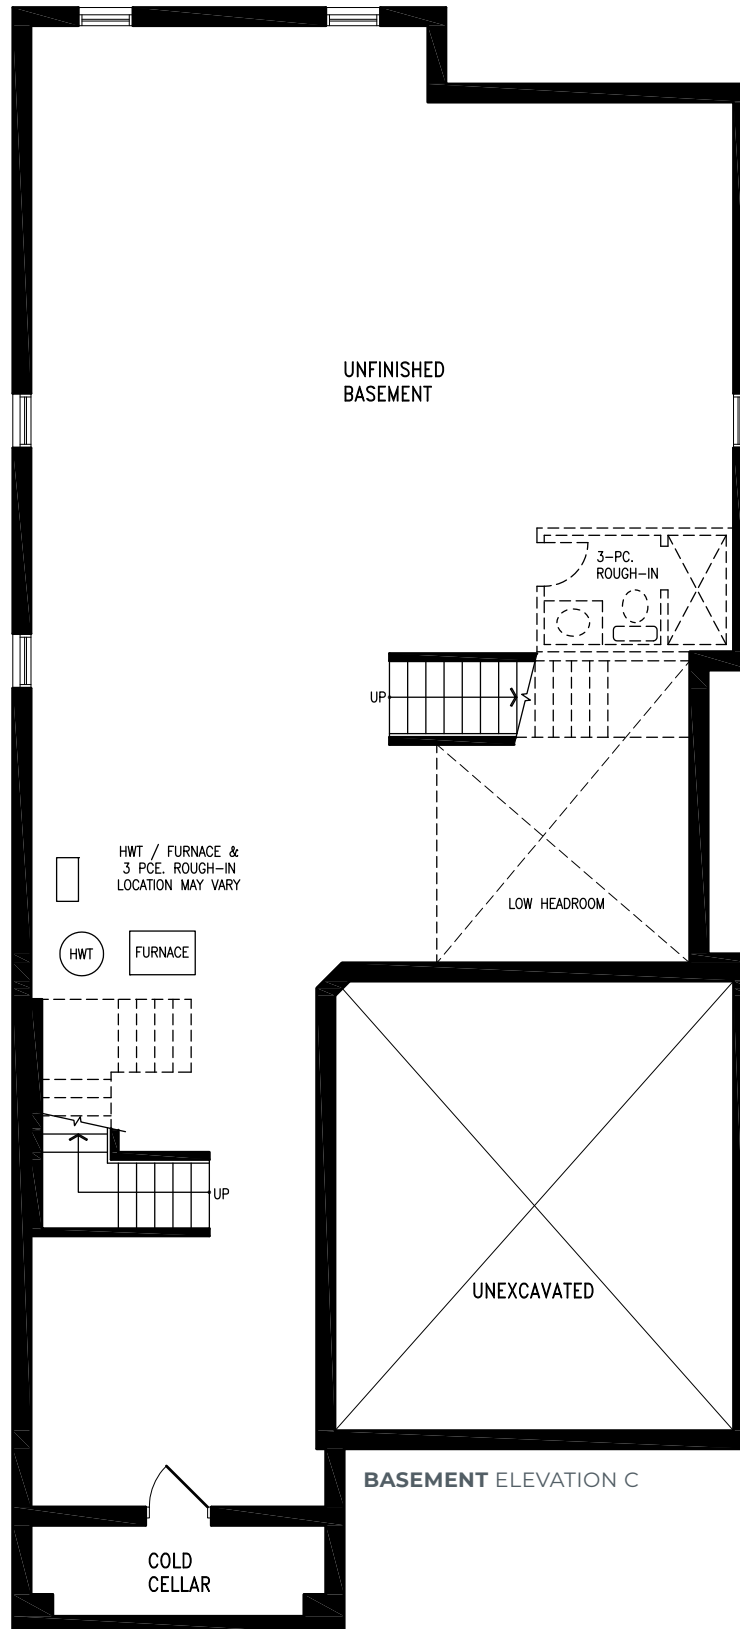 UNFINISHED
BASEMENT
3-PC.
ROUGH-IN
UP
HWT / FURNACE &
3 PCE. ROUGH-IN
LOCATION MAY VARY
LOW HEADROOM
HWT
FURNACE
UP
UNEXCAVATED
BASEMENT ELEVATION C
COLD
CELLAR